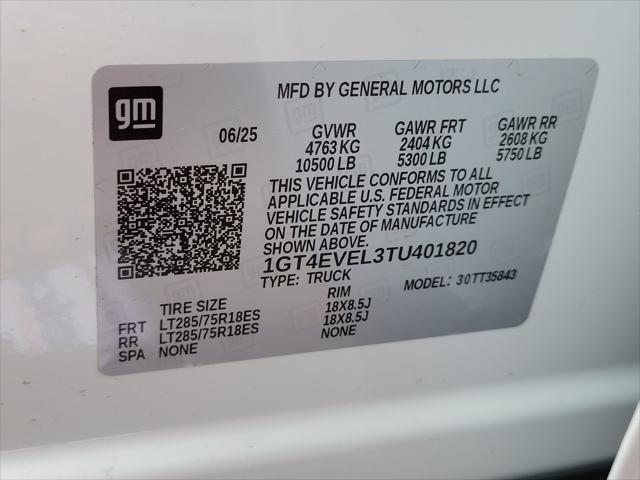 gm
MFD BY GENERAL MOTORS LLC
06/25 GVWR GAWR FRT GAWR RR
4763 KG 2404 KG 2608 KG
10500 LB 5300 LB 5750 LB
THIS VEHICLE CONFORMS TO ALL
APPLICABLE U.S. FEDERAL MOTOR
VEHICLE SAFETY STANDARDS IN EFFECT
ON THE DATE OF MANUFACTURE
SHOWN ABOVE.
1GT4EVEL3TU401820
TYPE: TRUCK MODEL: 30TT35843
TIRE SIZE RIM
FRT LT285/75R18ES 18X8.5J
RR LT285/75R18ES 18X8.5J
SPA NONE NONE